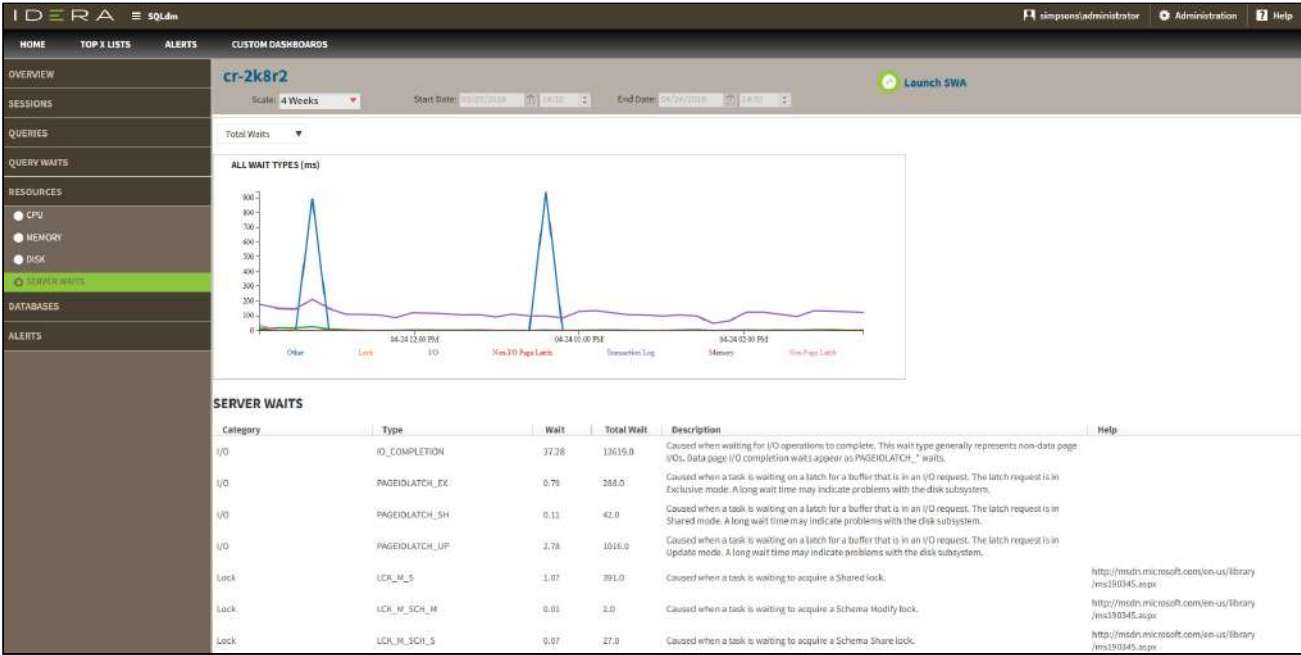 IDERA ≡ SQLdm
simpsons\administrator Administration ? Help
HOME TOP X LISTS ALERTS CUSTOM DASHBOARDS
OVERVIEW
SESSIONS
QUERIES
QUERY WAITS
RESOURCES
CPU
MEMORY
DISK
SERVER WAITS
DATABASES
ALERTS
cr-2k8r2
Launch SWA
Scale: 4 Weeks Start Date: End Date:
Total Waits
ALL WAIT TYPES (ms)
900
800
700
600
500
400
300
200
100
0
04-24 12:00 PM 04-24 01:00 PM 04-24 02:00 PM
Other Lock I/O Non-I/O Page Latch Transaction Log Memory Non-Page Latch
SERVER WAITS
Category Type Wait Total Wait Description Help
I/O IO_COMPLETION 37.28 13619.0 Caused when waiting for I/O operations to complete. This wait type generally represents non-data page
I/Os. Data page I/O completion waits appear as PAGEIOLATCH_* waits.
I/O PAGEIOLATCH_EX 0.79 288.0 Caused when a task is waiting on a latch for a buffer that is in an I/O request. The latch request is in
Exclusive mode. A long wait time may indicate problems with the disk subsystem.
I/O PAGEIOLATCH_SH 0.11 42.0 Caused when a task is waiting on a latch for a buffer that is in an I/O request. The latch request is in
Shared mode. A long wait time may indicate problems with the disk subsystem.
I/O PAGEIOLATCH_UP 2.78 1016.0 Caused when a task is waiting on a latch for a buffer that is in an I/O request. The latch request is in
Update mode. A long wait time may indicate problems with the disk subsystem.
Lock LCK_M_S 1.07 391.0 Caused when a task is waiting to acquire a Shared lock. http://msdn.microsoft.com/en-us/library
/ms190345.aspx
Lock LCK_M_SCH_M 2.0 Caused when a task is waiting to acquire a Schema Modify lock. http://msdn.microsoft.com/en-us/library
/ms190345.aspx
Lock LCK_M_SCH_S 0.07 27.0 Caused when a task is waiting to acquire a Schema Share lock. http://msdn.microsoft.com/en-us/library
/ms190345.aspx